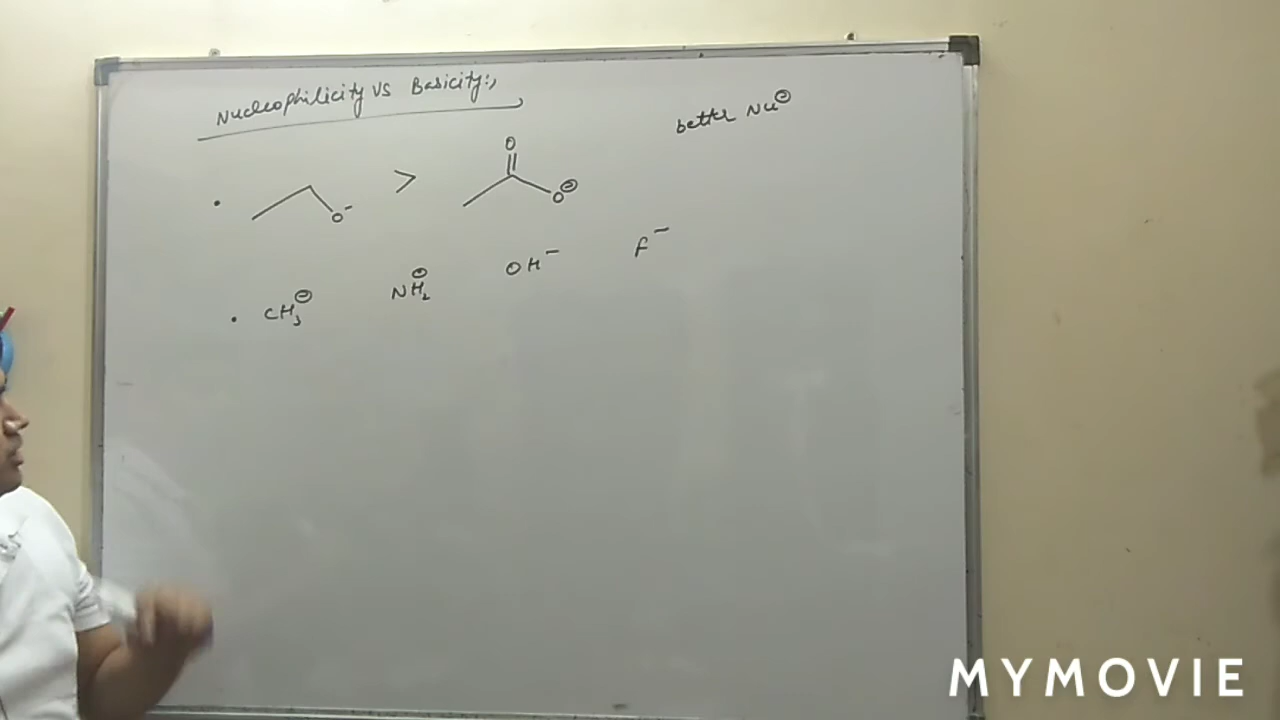 Nucleophilicity vs Basicity:,
better Nu⊖
O
• O⁻ > O⊖
• CH₃⊖ NH₂⊖ OH⁻ F⁻
MYMOVIE